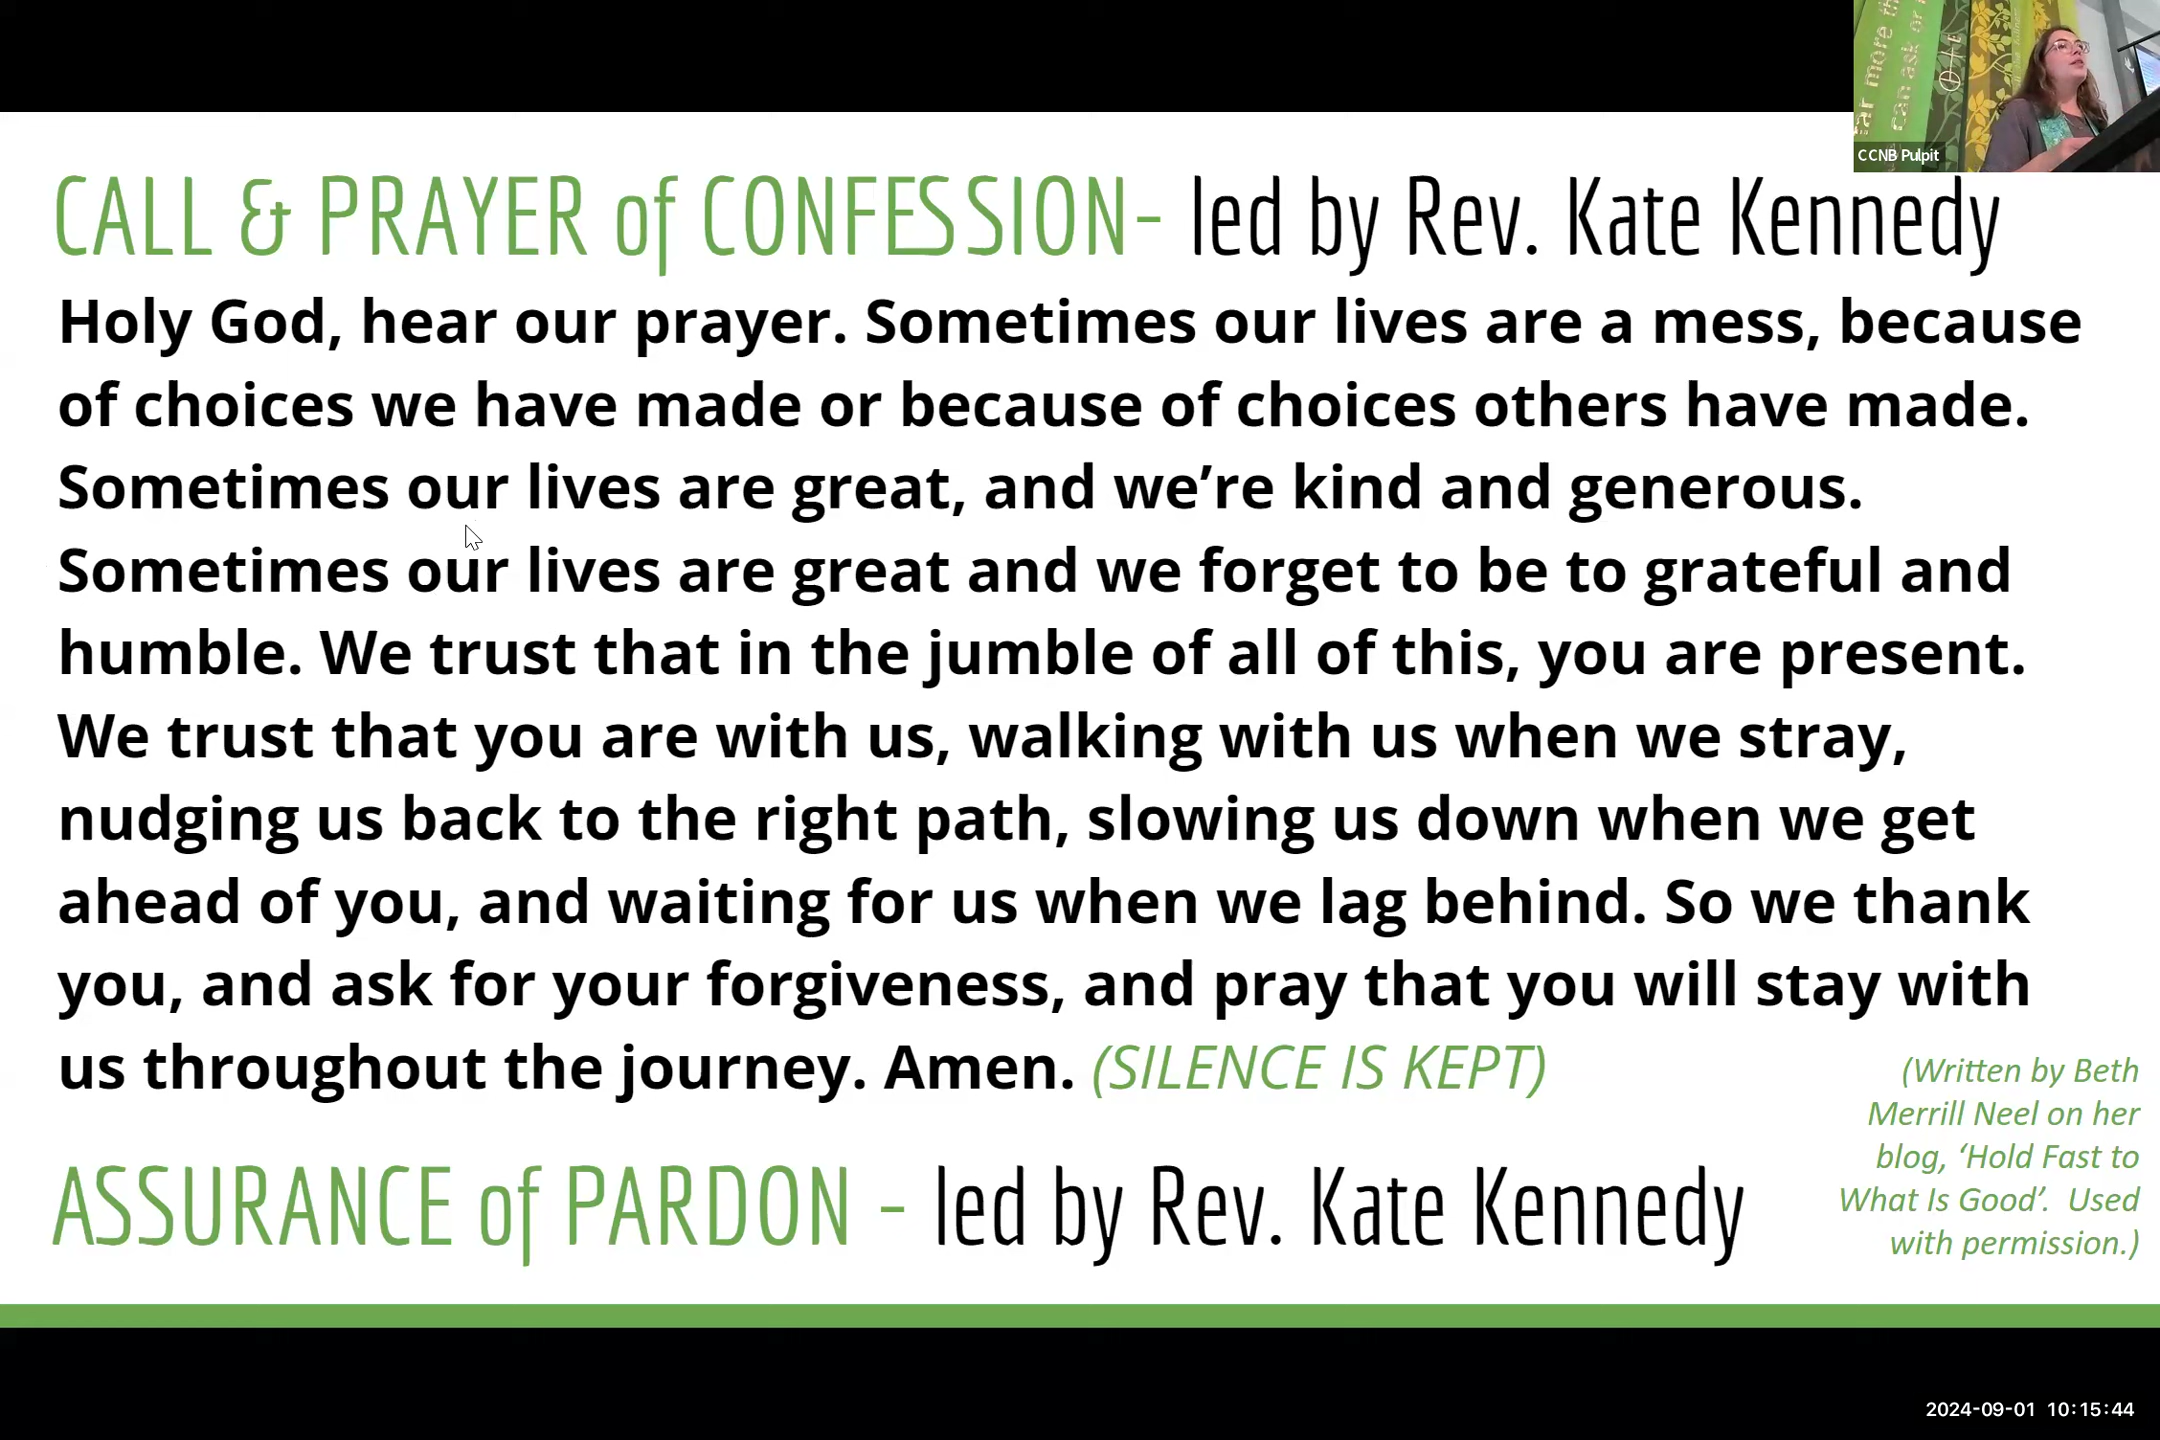 ar more th
can ask or
CCNB Pulpit
CALL & PRAYER of CONFESSION- led by Rev. Kate Kennedy
Holy God, hear our prayer. Sometimes our lives are a mess, because
of choices we have made or because of choices others have made.
Sometimes our lives are great, and we’re kind and generous.
Sometimes our lives are great and we forget to be to grateful and
humble. We trust that in the jumble of all of this, you are present.
We trust that you are with us, walking with us when we stray,
nudging us back to the right path, slowing us down when we get
ahead of you, and waiting for us when we lag behind. So we thank
you, and ask for your forgiveness, and pray that you will stay with
us throughout the journey. Amen. (SILENCE IS KEPT)
(Written by Beth
Merrill Neel on her
blog, ‘Hold Fast to
What Is Good’.  Used
with permission.)
ASSURANCE of PARDON - led by Rev. Kate Kennedy
2024-09-01 10:15:44